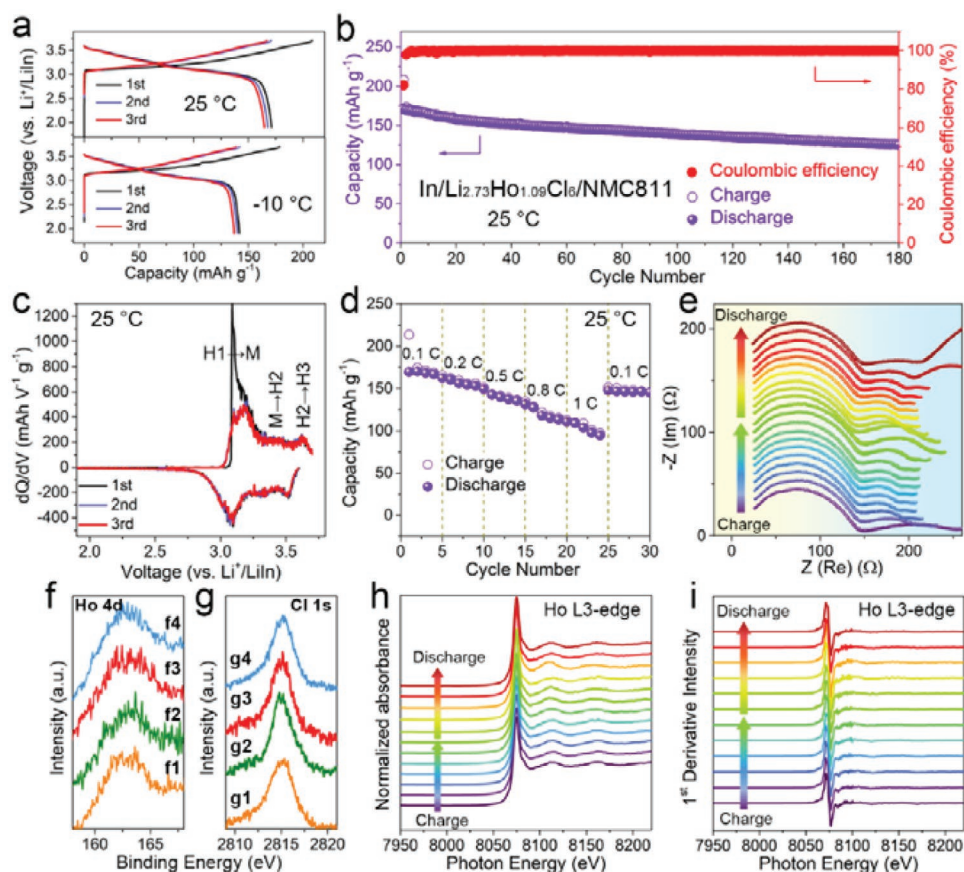 a
Voltage (vs. Li⁺/LiIn)
3.5
3.0
2.5
2.0
1st
2nd
3rd
25 °C
3.5
3.0
2.5
2.0
1st
2nd
3rd
-10 °C
0 50 100 150 200
Capacity (mAh g⁻¹)
b
Capacity (mAh g⁻¹)
250
200
150
100
50
0
Coulombic efficiency (%)
100
80
60
40
20
0
In/Li₂.₇₃Ho₁.₀₉Cl₆/NMC811
25 °C
Coulombic efficiency
Charge
Discharge
0 20 40 60 80 100 120 140 160 180
Cycle Number
c
25 °C
dQ/dV (mAh V⁻¹ g⁻¹)
1200
1000
800
600
400
200
0
-200
-400
H1→M
M→H2
H2→H3
1st
2nd
3rd
2.0 2.5 3.0 3.5
Voltage (vs. Li⁺/LiIn)
d
25 °C
Capacity (mAh g⁻¹)
250
200
150
100
50
0
0.1 C
0.2 C
0.5 C
0.8 C
1 C
0.1 C
Charge
Discharge
0 5 10 15 20 25 30
Cycle Number
e
-Z (Im) (Ω)
200
100
0
Discharge
Charge
0 100 200
Z (Re) (Ω)
f
Ho 4d
Intensity (a.u.)
f4
f3
f2
f1
160 165
g
Cl 1s
Intensity (a.u.)
g4
g3
g2
g1
2810 2815 2820
Binding Energy (eV)
h
Ho L3-edge
Normalized absorbance
Discharge
Charge
7950 8000 8050 8100 8150 8200
Photon Energy (eV)
i
Ho L3-edge
1ˢᵗ Derivative Intensity
Discharge
Charge
7950 8000 8050 8100 8150 8200
Photon Energy (eV)